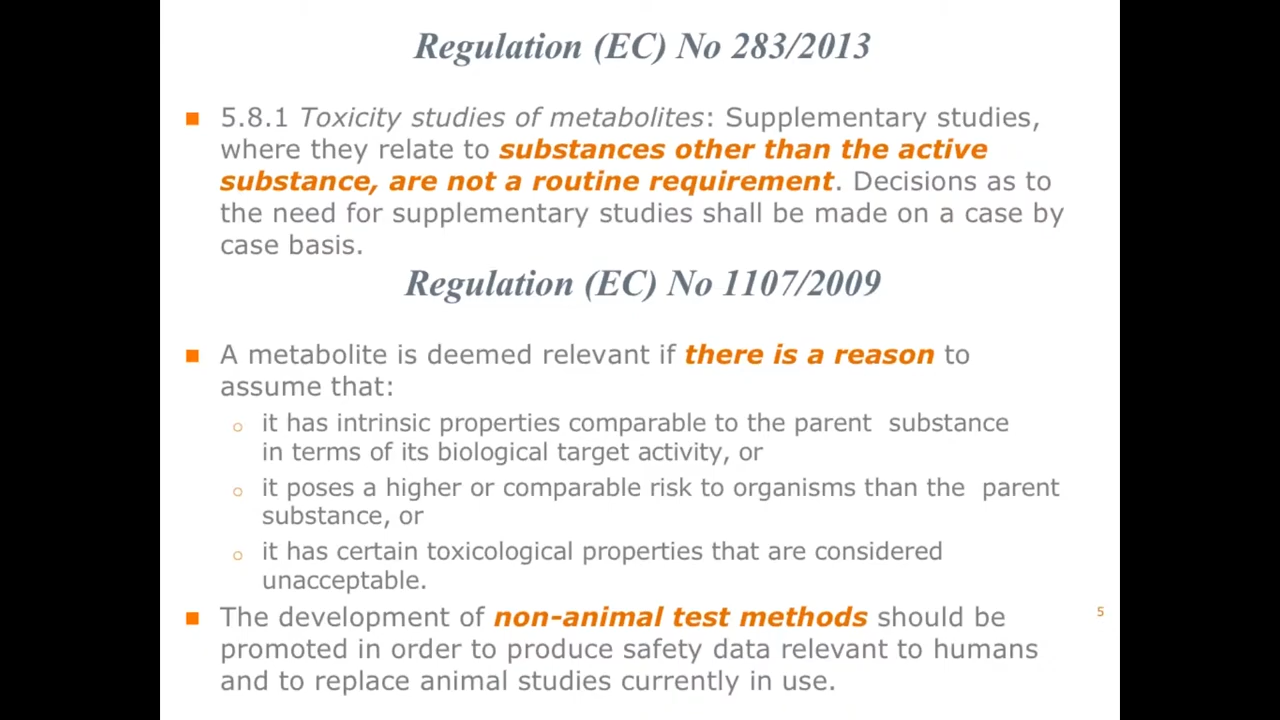 Regulation (EC) No 283/2013
5.8.1 Toxicity studies of metabolites: Supplementary studies,
where they relate to substances other than the active
substance, are not a routine requirement. Decisions as to
the need for supplementary studies shall be made on a case by
case basis.
Regulation (EC) No 1107/2009
A metabolite is deemed relevant if there is a reason to
assume that:
it has intrinsic properties comparable to the parent substance
in terms of its biological target activity, or
it poses a higher or comparable risk to organisms than the parent
substance, or
it has certain toxicological properties that are considered
unacceptable.
The development of non-animal test methods should be
promoted in order to produce safety data relevant to humans
and to replace animal studies currently in use.
5